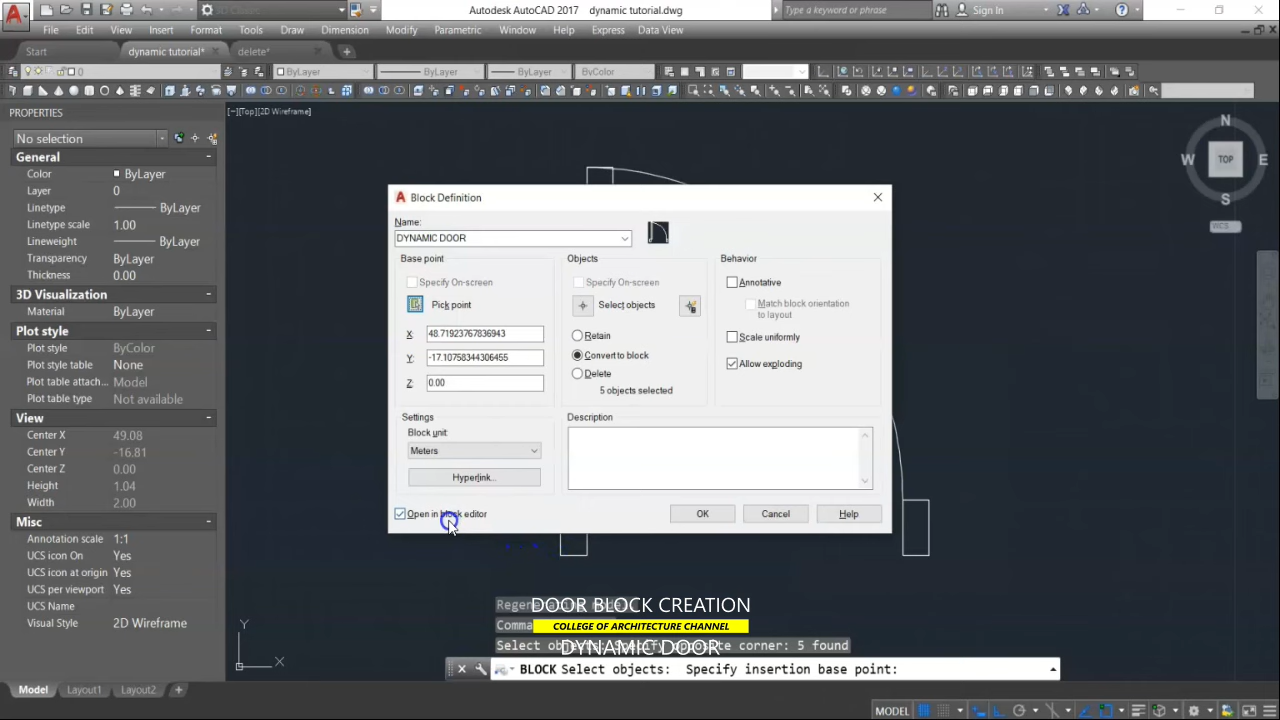 Autodesk AutoCAD 2017 dynamic tutorial.dwg
Type a keyword or phrase
Sign In
File Edit View Insert Format Tools Draw Dimension Modify Parametric Window Help Express Data View
Start dynamic tutorial* delete*
0 ByLayer ByLayer ByLayer ByColor
PROPERTIES
[−][Top][2D Wireframe]
No selection
General
Color ByLayer
Layer 0
Linetype ByLayer
Linetype scale 1.00
Lineweight ByLayer
Transparency ByLayer
Thickness 0.00
3D Visualization
Material ByLayer
Plot style
Plot style ByColor
Plot style table None
Plot table attach... Model
Plot table type Not available
View
Center X 49.08
Center Y -16.81
Center Z 0.00
Height 1.04
Width 2.00
Misc
Annotation scale 1:1
UCS icon On Yes
UCS icon at origin Yes
UCS per viewport Yes
UCS Name
Visual Style 2D Wireframe
N
W TOP E
S
WCS
Block Definition
Name:
DYNAMIC DOOR
Base point
Specify On-screen
Pick point
X: 48.71923767836943
Y: -17.10758344306455
Z: 0.00
Objects
Specify On-screen
Select objects
Retain
Convert to block
Delete
5 objects selected
Behavior
Annotative
Match block orientation
to layout
Scale uniformly
Allow exploding
Settings
Block unit:
Meters
Hyperlink...
Description
Open in block editor
OK Cancel Help
DOOR BLOCK CREATION
COLLEGE OF ARCHITECTURE CHANNEL
DYNAMIC DOOR
Select objects: Specify opposite corner: 5 found
BLOCK Select objects: Specify insertion base point:
Y
X
Model Layout1 Layout2 +
MODEL